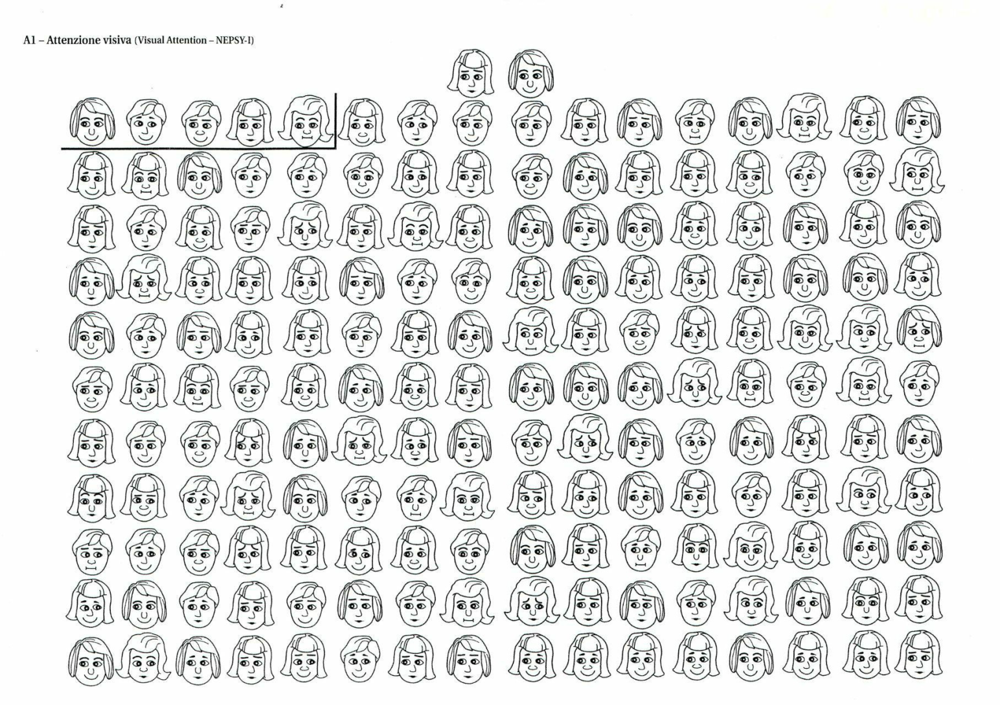 A1 – Attenzione visiva (Visual Attention – NEPSY-I)